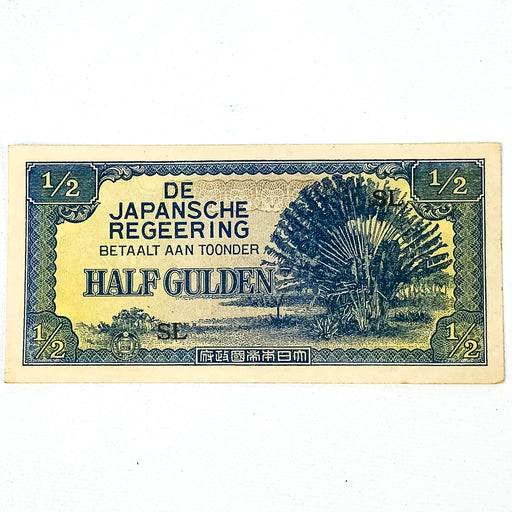 1/2 1/2
DE
JAPANSCHE
REGEERING
BETAALT AAN TOONDER
HALF GULDEN
SL
SL
1/2 1/2
府政國帝本日大